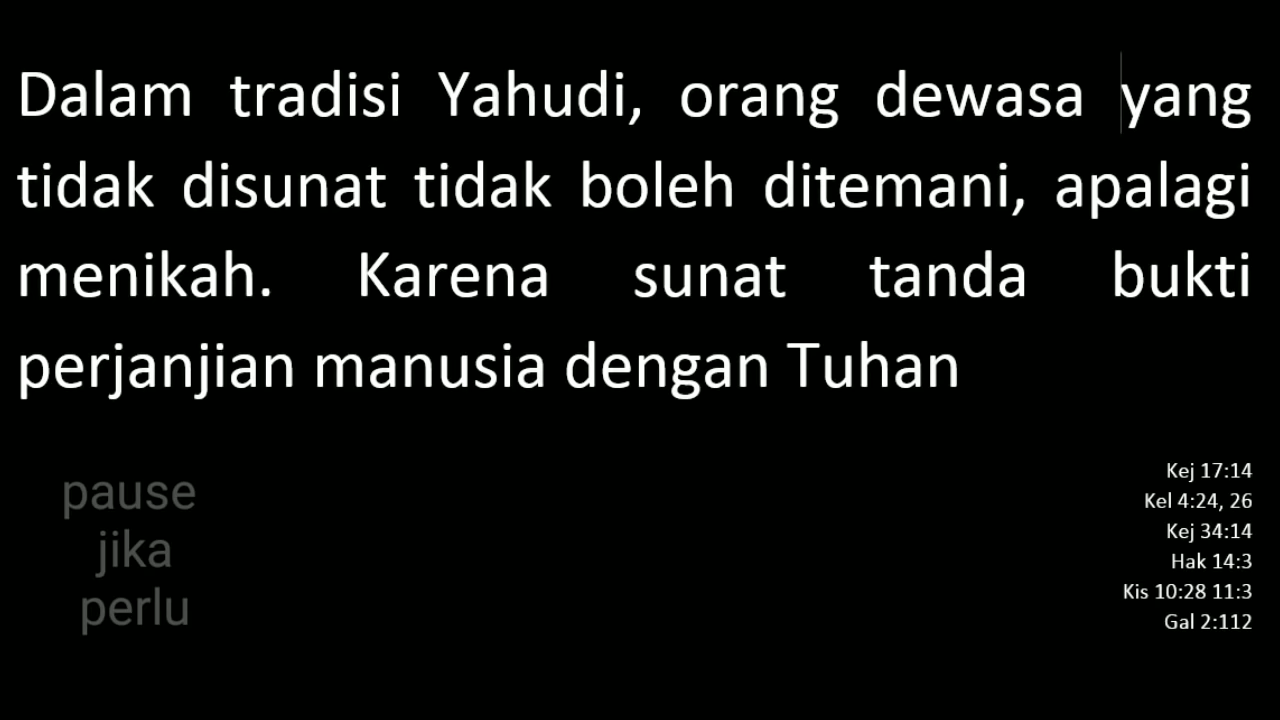 Dalam tradisi Yahudi, orang dewasa yang
tidak disunat tidak boleh ditemani, apalagi
menikah. Karena sunat tanda bukti
perjanjian manusia dengan Tuhan
pause
jika
perlu
Kej 17:14
Kel 4:24, 26
Kej 34:14
Hak 14:3
Kis 10:28 11:3
Gal 2:112